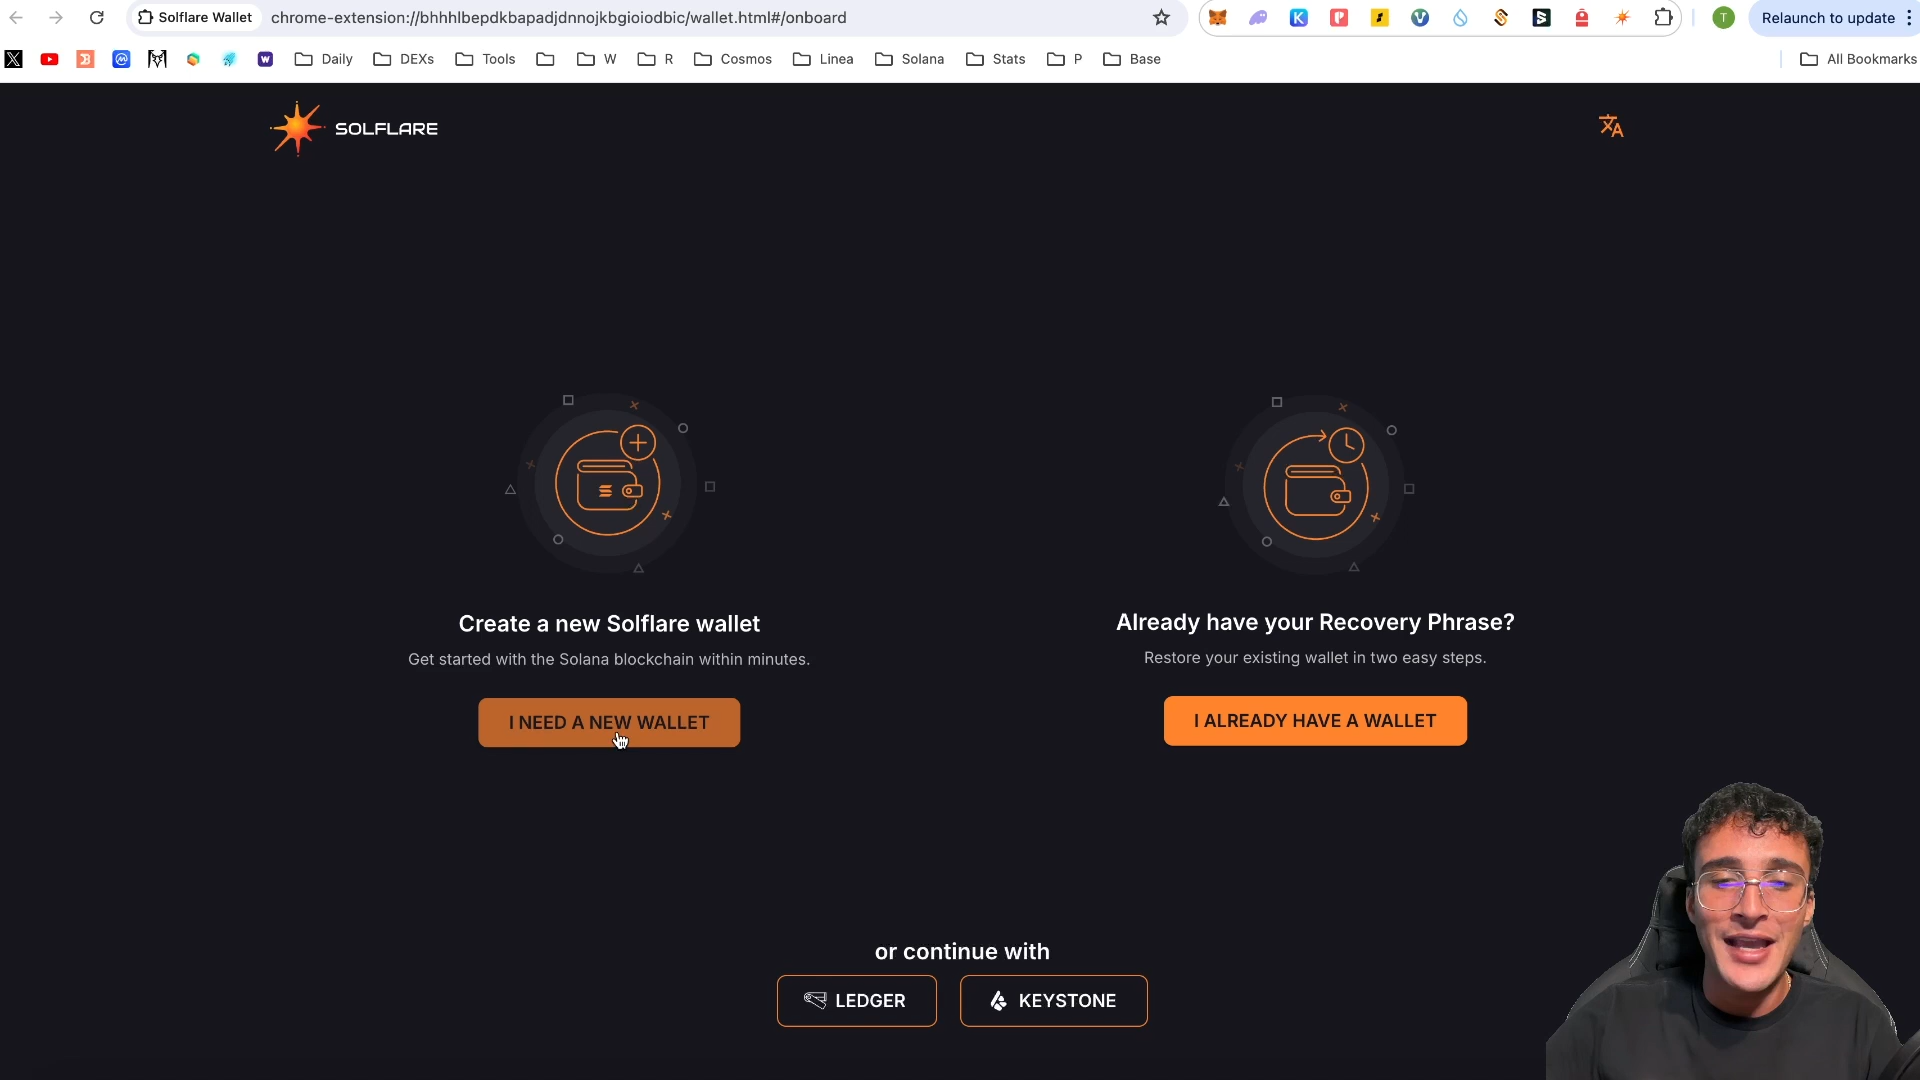 Solflare Wallet
chrome-extension://bhhhlbepdkbapadjdnnojkbgioiodbic/wallet.html#/onboard
T
Relaunch to update
Daily
DEXs
Tools
W
R
Cosmos
Linea
Solana
Stats
P
Base
All Bookmarks
SOLFLARE
Create a new Solflare wallet
Get started with the Solana blockchain within minutes.
I NEED A NEW WALLET
Already have your Recovery Phrase?
Restore your existing wallet in two easy steps.
I ALREADY HAVE A WALLET
or continue with
LEDGER
KEYSTONE